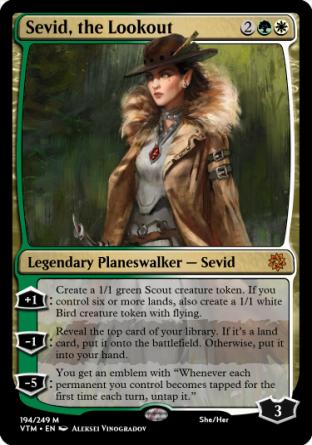 Sevid, the Lookout 2
Legendary Planeswalker — Sevid
+1: Create a 1/1 green Scout creature token. If you
control six or more lands, also create a 1/1 white
Bird creature token with flying.
-1: Reveal the top card of your library. If it's a land
card, put it onto the battlefield. Otherwise, put it
into your hand.
-5: You get an emblem with "Whenever each
permanent you control becomes tapped for the
first time each turn, untap it."
3
194/249 M She/Her
VTM • EN Aleksei Vinogradov